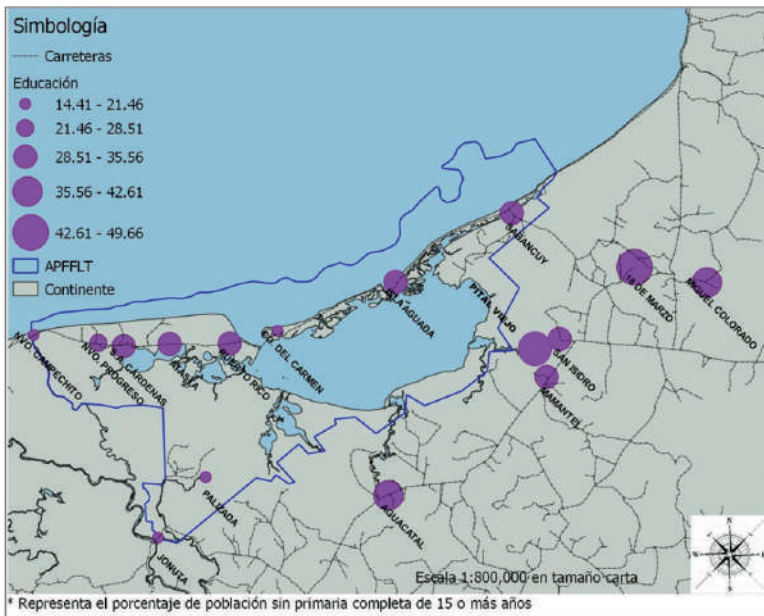 Simbología
Carreteras
Educación
14.41 - 21.46
21.46 - 28.51
28.51 - 35.56
35.56 - 42.61
42.61 - 49.66
APFFLT
Continente
SABANCUY
18 DE MARZO
MIGUEL COLORADO
AGUADA
PITAL VIEJO
NVO. CAMPECHITO
NVO. PROGRESO
CARDENAS
ATASTA
PUERTO RICO
CD. DEL CARMEN
SAN ISIDRO
MAMANTEL
PALIZADA
AGUACATAL
JONUTA
N
W
E
S
Escala 1:800,000 en tamaño carta
* Representa el porcentaje de población sin primaria completa de 15 o más años